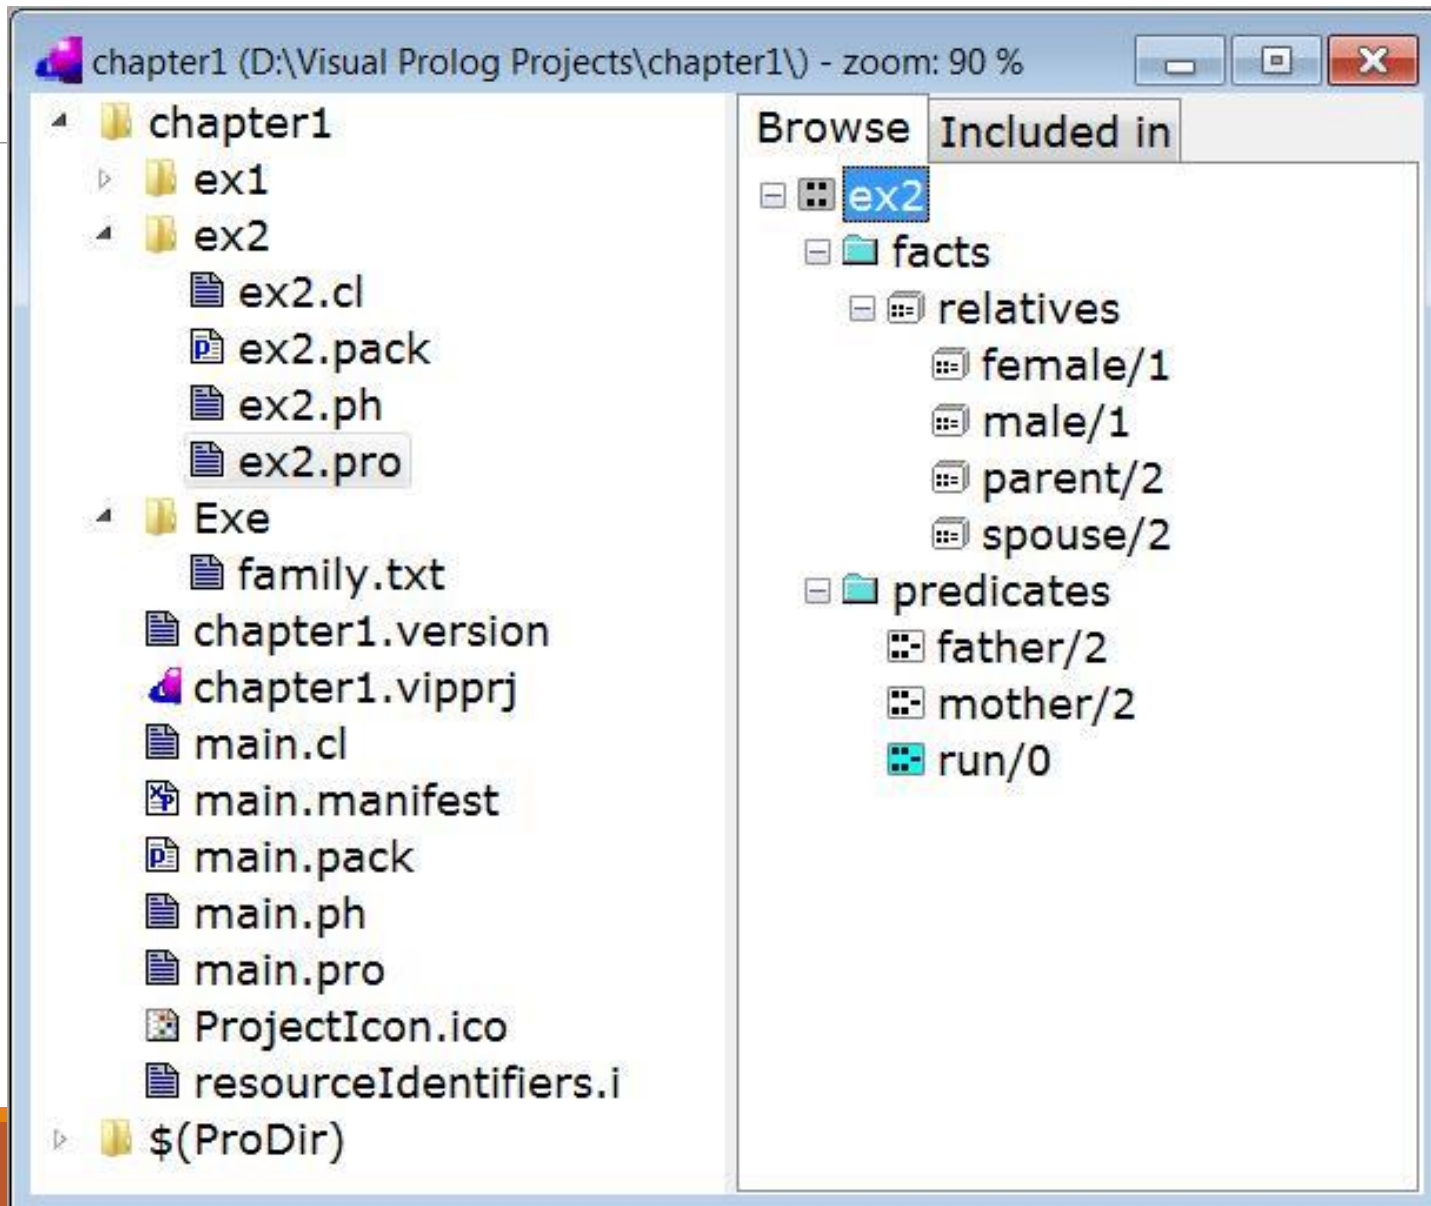 chapter1 (D:\Visual Prolog Projects\chapter1\) - zoom: 90 %
chapter1
ex1
ex2
ex2.cl
ex2.pack
ex2.ph
ex2.pro
Exe
family.txt
chapter1.version
chapter1.vipprj
main.cl
main.manifest
main.pack
main.ph
main.pro
ProjectIcon.ico
resourceIdentifiers.i
$(ProDir)
Browse Included in
ex2
facts
relatives
female/1
male/1
parent/2
spouse/2
predicates
father/2
mother/2
run/0